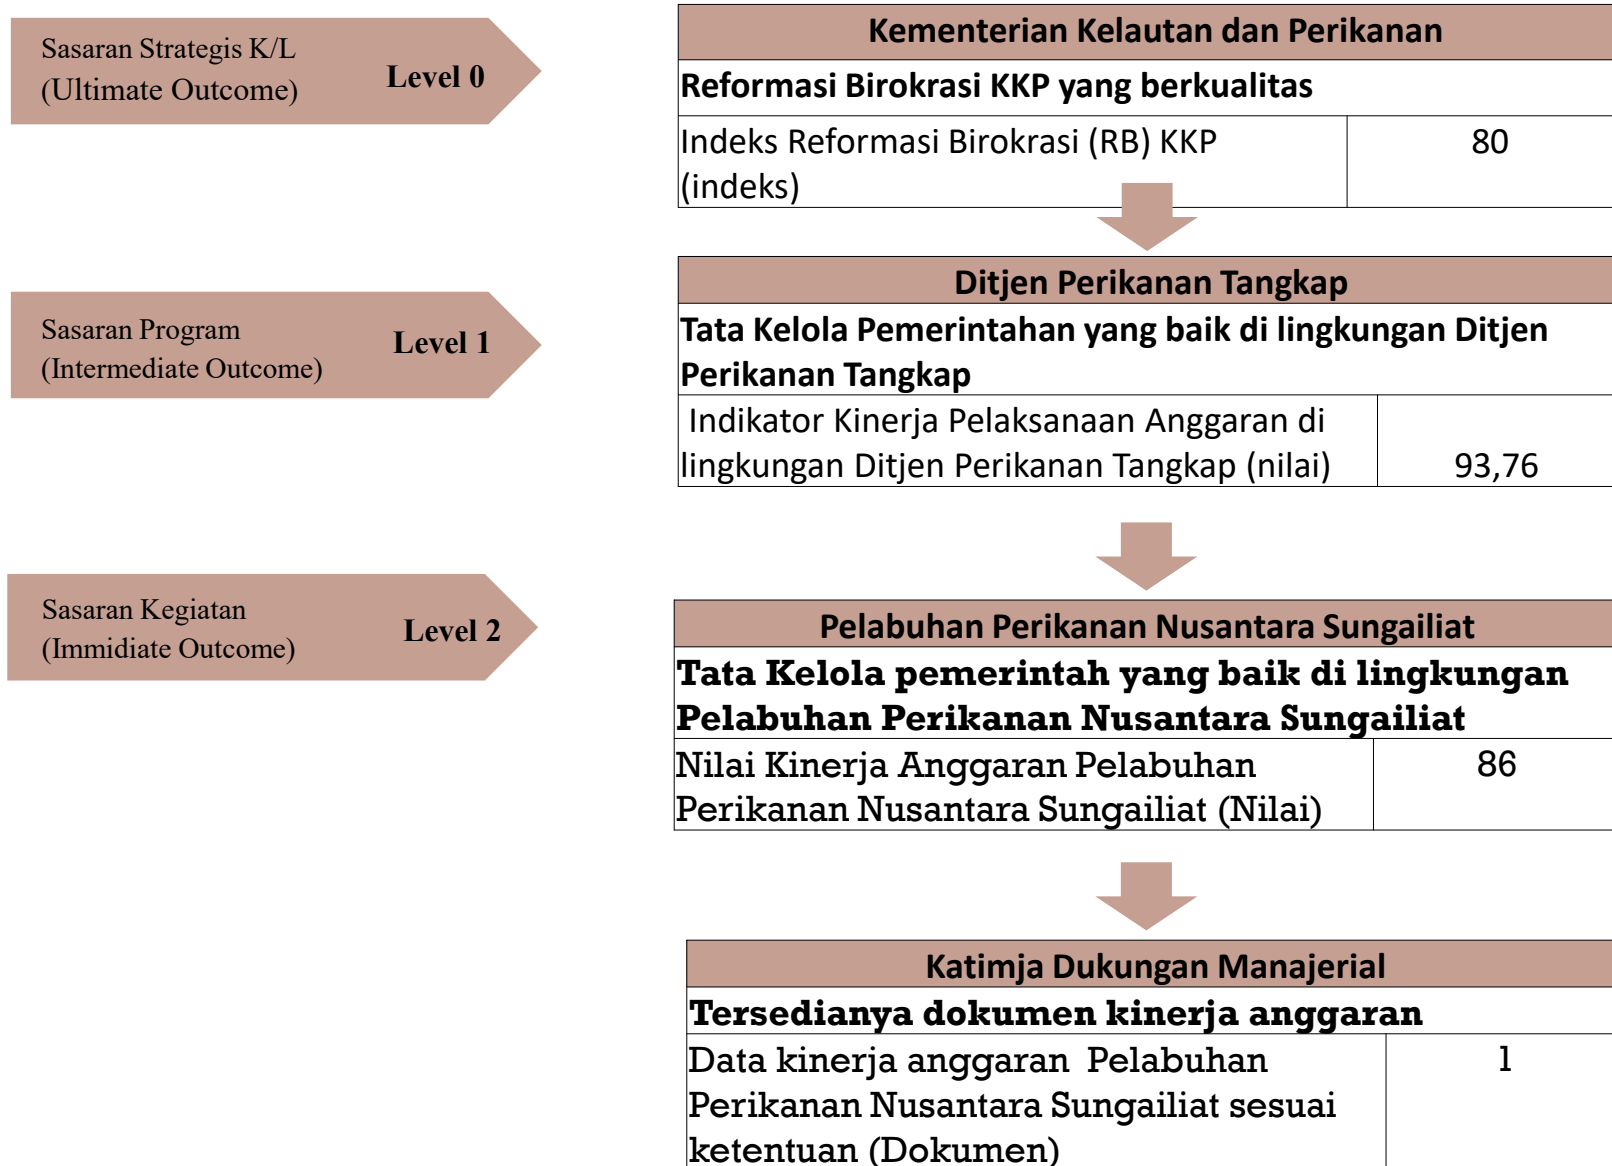 Sasaran Strategis K/L
(Ultimate Outcome)
Level 0
Kementerian Kelautan dan Perikanan
Reformasi Birokrasi KKP yang berkualitas
Indeks Reformasi Birokrasi (RB) KKP
(indeks)
80
Sasaran Program
(Intermediate Outcome)
Level 1
Ditjen Perikanan Tangkap
Tata Kelola Pemerintahan yang baik di lingkungan Ditjen
Perikanan Tangkap
Indikator Kinerja Pelaksanaan Anggaran di
lingkungan Ditjen Perikanan Tangkap (nilai)
93,76
Sasaran Kegiatan
(Immidiate Outcome)
Level 2
Pelabuhan Perikanan Nusantara Sungailiat
Tata Kelola pemerintah yang baik di lingkungan
Pelabuhan Perikanan Nusantara Sungailiat
Nilai Kinerja Anggaran Pelabuhan
Perikanan Nusantara Sungailiat (Nilai)
86
Katimja Dukungan Manajerial
Tersedianya dokumen kinerja anggaran
Data kinerja anggaran Pelabuhan
Perikanan Nusantara Sungailiat sesuai
ketentuan (Dokumen)
1